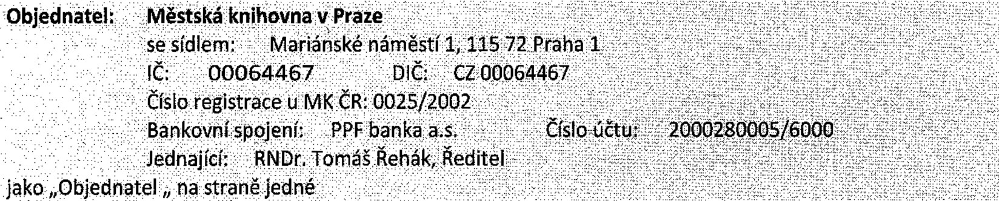 Objednatel: Městská knihovna v Praze
se sídlem: Mariánské náměstí 1, 115 72 Praha 1
IČ: 00064467 DIČ: CZ 00064467
Číslo registrace u MK ČR: 0025/2002
Bankovní spojení: PPF banka a.s. Číslo účtu: 2000280005/6000
Jednající: RNDr. Tomáš Řehák, Ředitel
jako „Objednatel „ na straně jedné